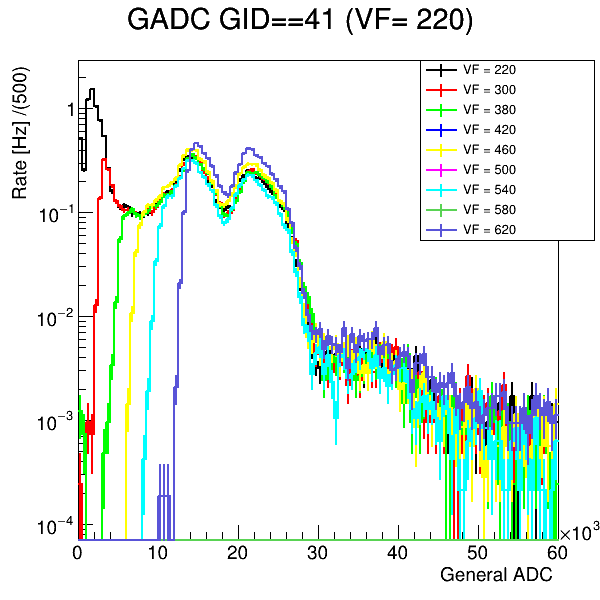 GADC GID==41 (VF= 220)
Rate [Hz] /(500)
VF = 220
VF = 300
VF = 380
VF = 420
VF = 460
VF = 500
VF = 540
VF = 580
VF = 620
1
10⁻¹
10⁻²
10⁻³
10⁻⁴
0 10 20 30 40 50 60 ×10³
General ADC